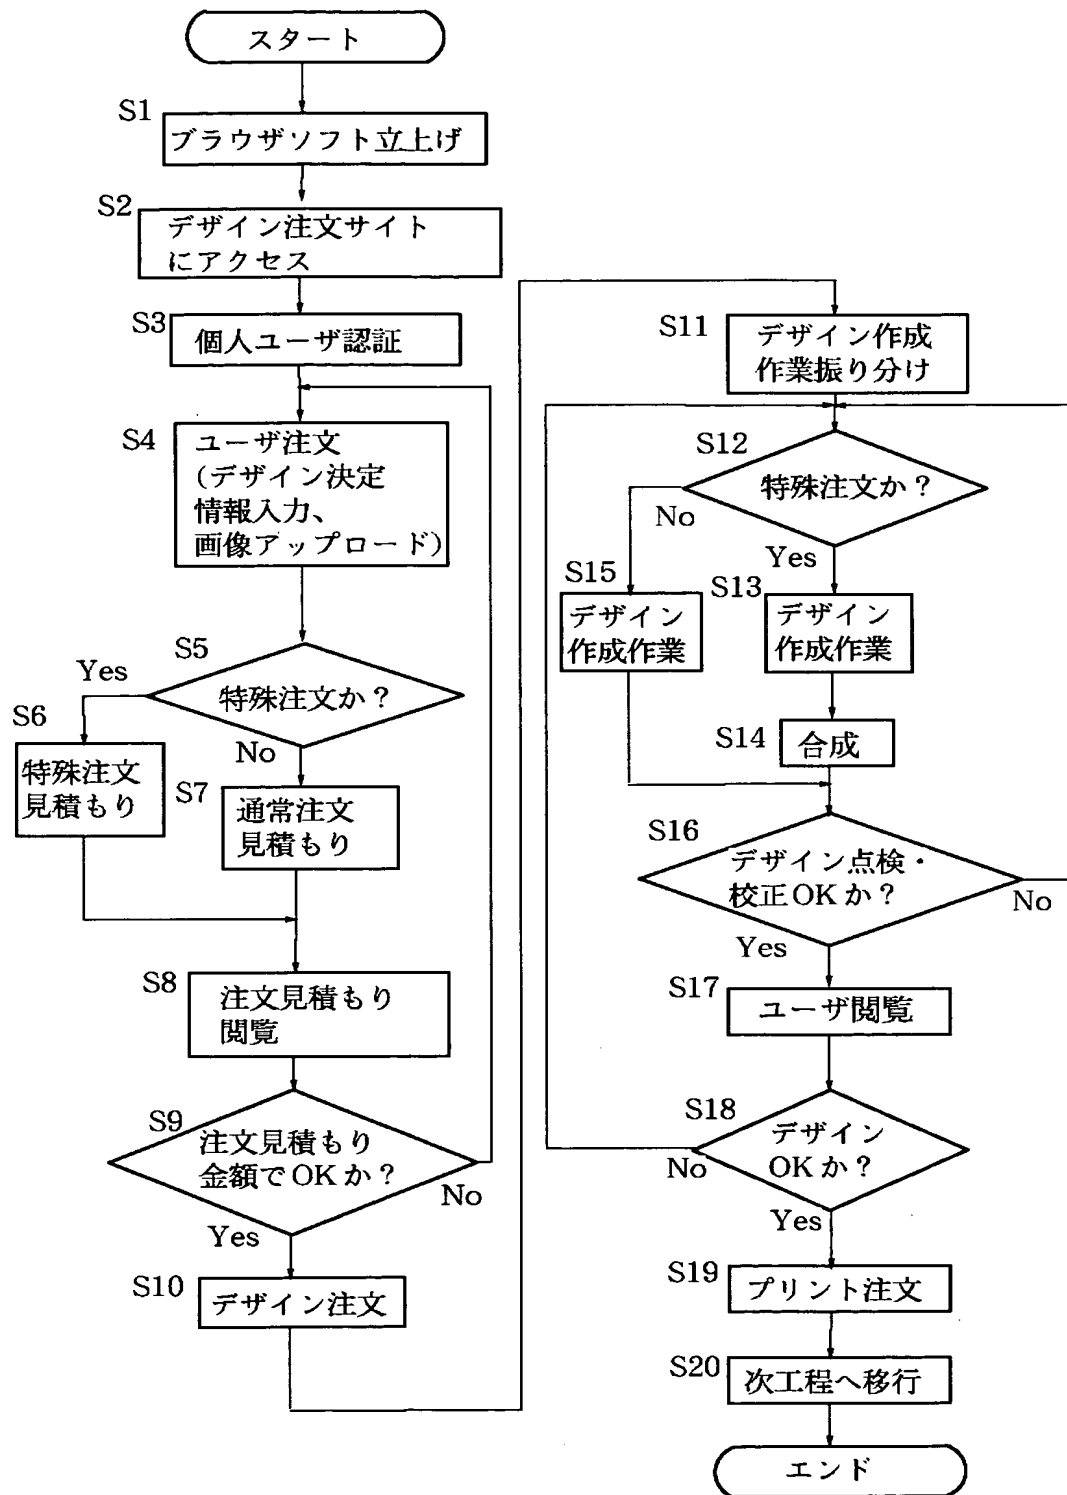 スタート
S1
ブラウザソフト立上げ
S2
デザイン注文サイト
にアクセス
S3
個人ユーザ認証
S4
ユーザ注文
(デザイン決定
情報入力、
画像アップロード)
S5
Yes
特殊注文か?
No
S6
特殊注文
見積もり
S7
通常注文
見積もり
S8
注文見積もり
閲覧
S9
注文見積もり
金額でOKか?
No
Yes
S10
デザイン注文
S11
デザイン作成
作業振り分け
S12
特殊注文か?
No
Yes
S15
デザイン
作成作業
S13
デザイン
作成作業
S14
合成
S16
デザイン点検・
校正OKか?
No
Yes
S17
ユーザ閲覧
S18
デザイン
OKか?
No
Yes
S19
プリント注文
S20
次工程へ移行
エンド